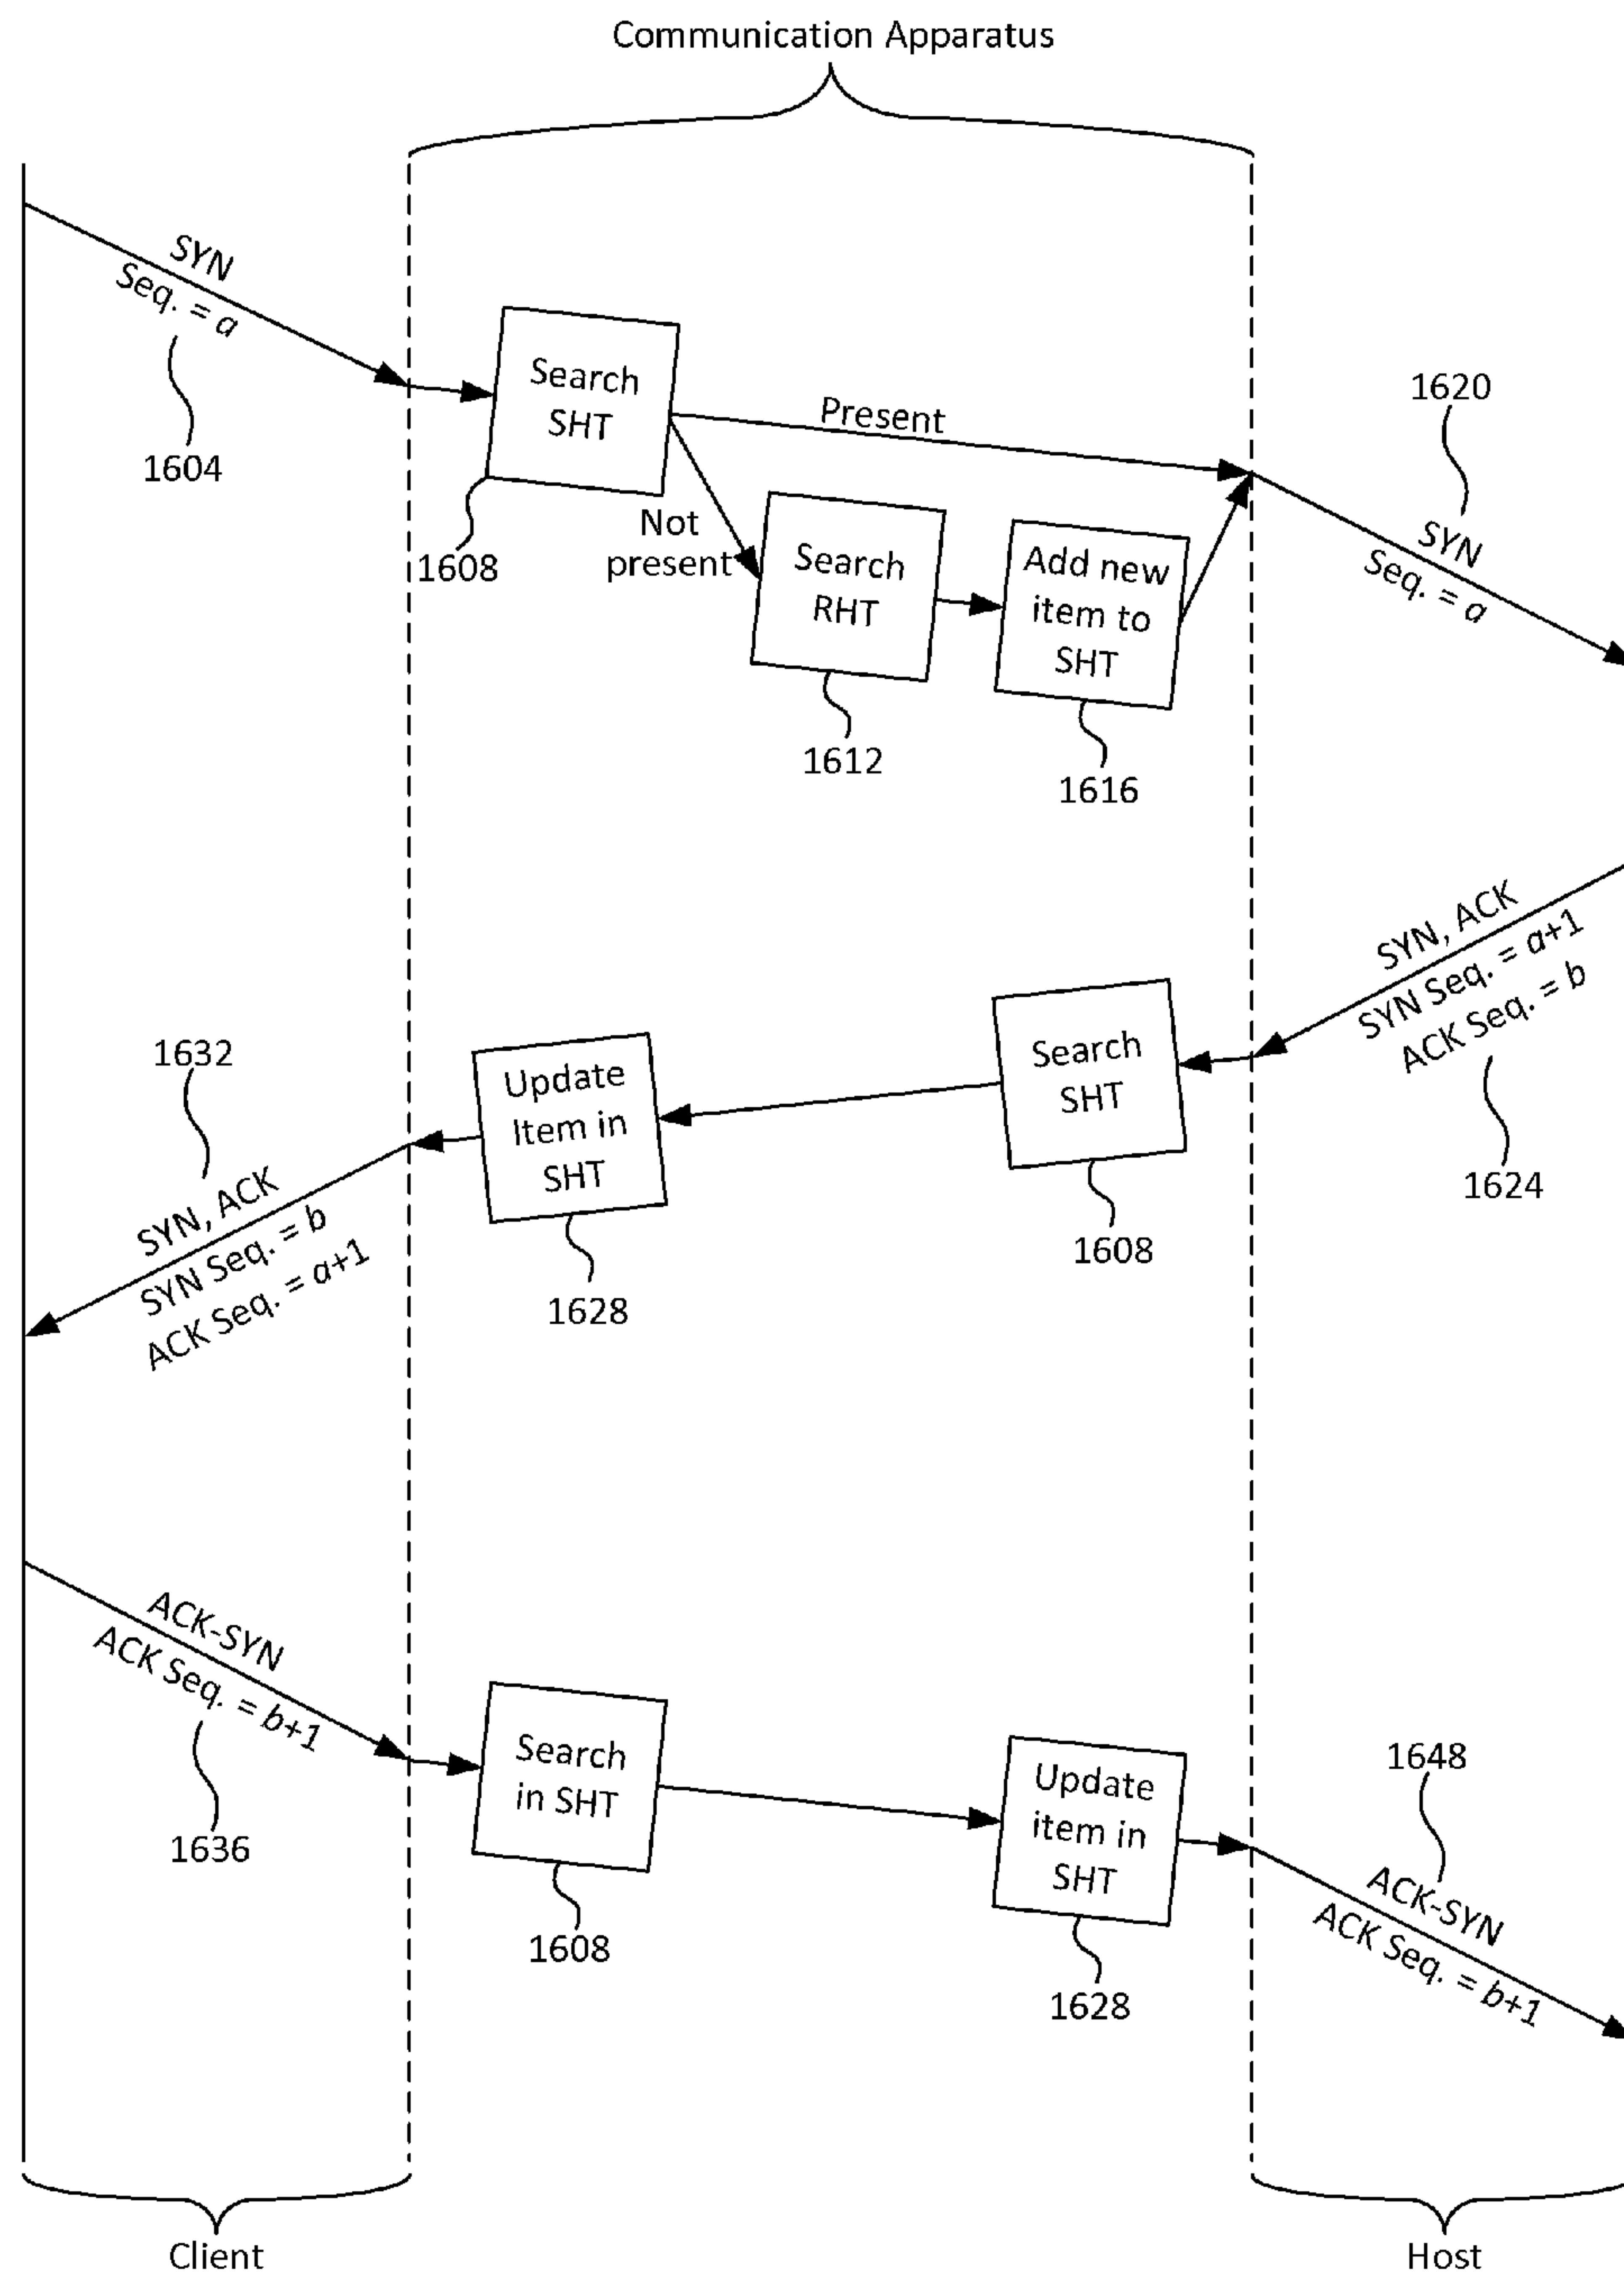 Communication Apparatus
SYN
Seq. = a
1604
Search
SHT
1608
Present
Not
present
Search
RHT
1612
Add new
item to
SHT
1616
1620
SYN
Seq. = a
SYN, ACK
SYN Seq. = a+1
ACK Seq. = b
1624
Search
SHT
1608
Update
Item in
SHT
1628
1632
SYN, ACK
SYN Seq. = b
ACK Seq. = a+1
ACK-SYN
ACK Seq. = b+1
1636
Search
in SHT
1608
Update
item in
SHT
1628
1648
ACK-SYN
ACK Seq. = b+1
Client
Host